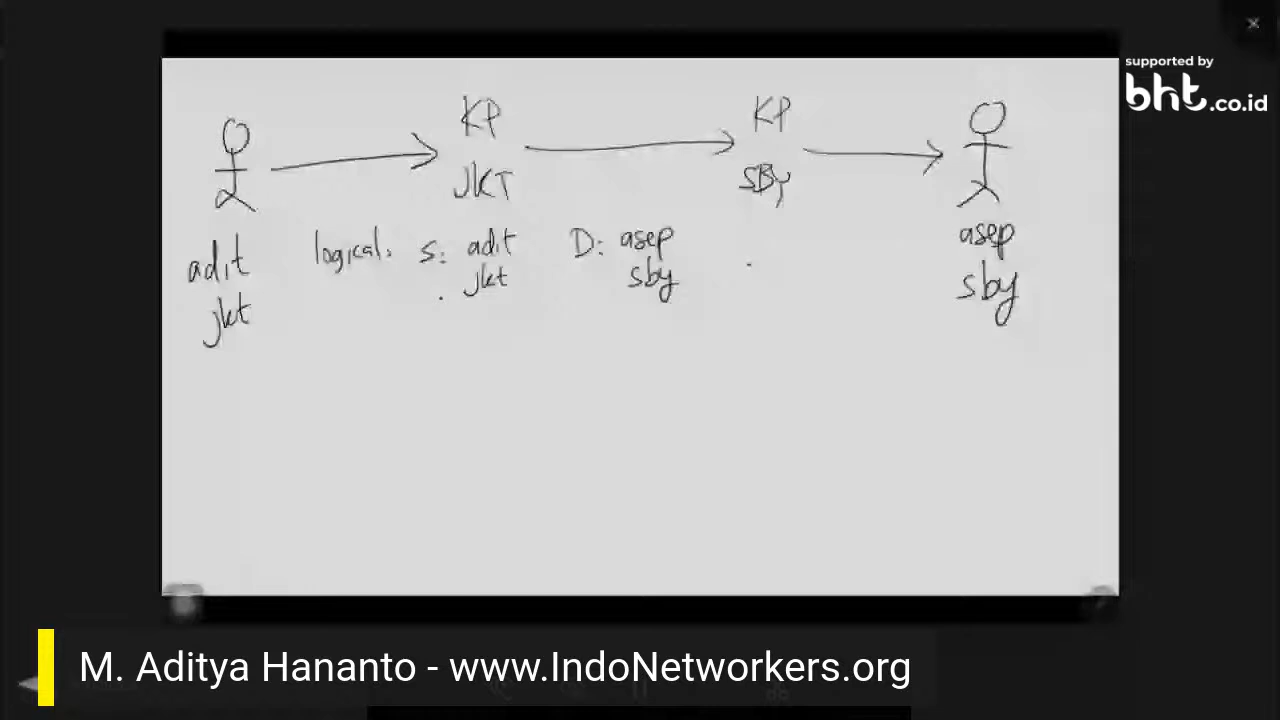 supported by
bht.co.id
KP
KP
JKT
SBY
adit
jkt
logical: S: adit D: asep
jkt sby
asep
sby
M. Aditya Hananto - www.IndoNetworkers.org